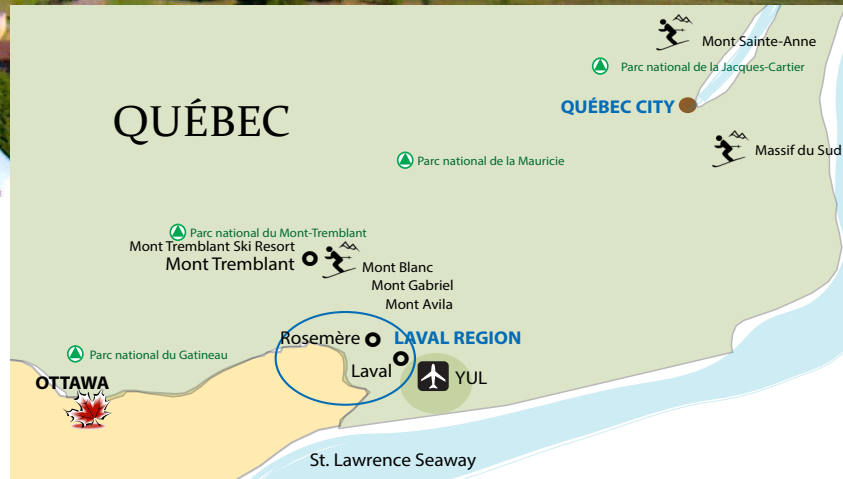 Mont Sainte-Anne
Parc national de la Jacques-Cartier
QUÉBEC CITY
QUÉBEC
Massif du Sud
Parc national de la Mauricie
Parc national du Mont-Tremblant
Mont Tremblant Ski Resort
Mont Tremblant
Mont Blanc
Mont Gabriel
Mont Avila
Rosemère
LAVAL REGION
Parc national du Gatineau
Laval
YUL
OTTAWA
St. Lawrence Seaway